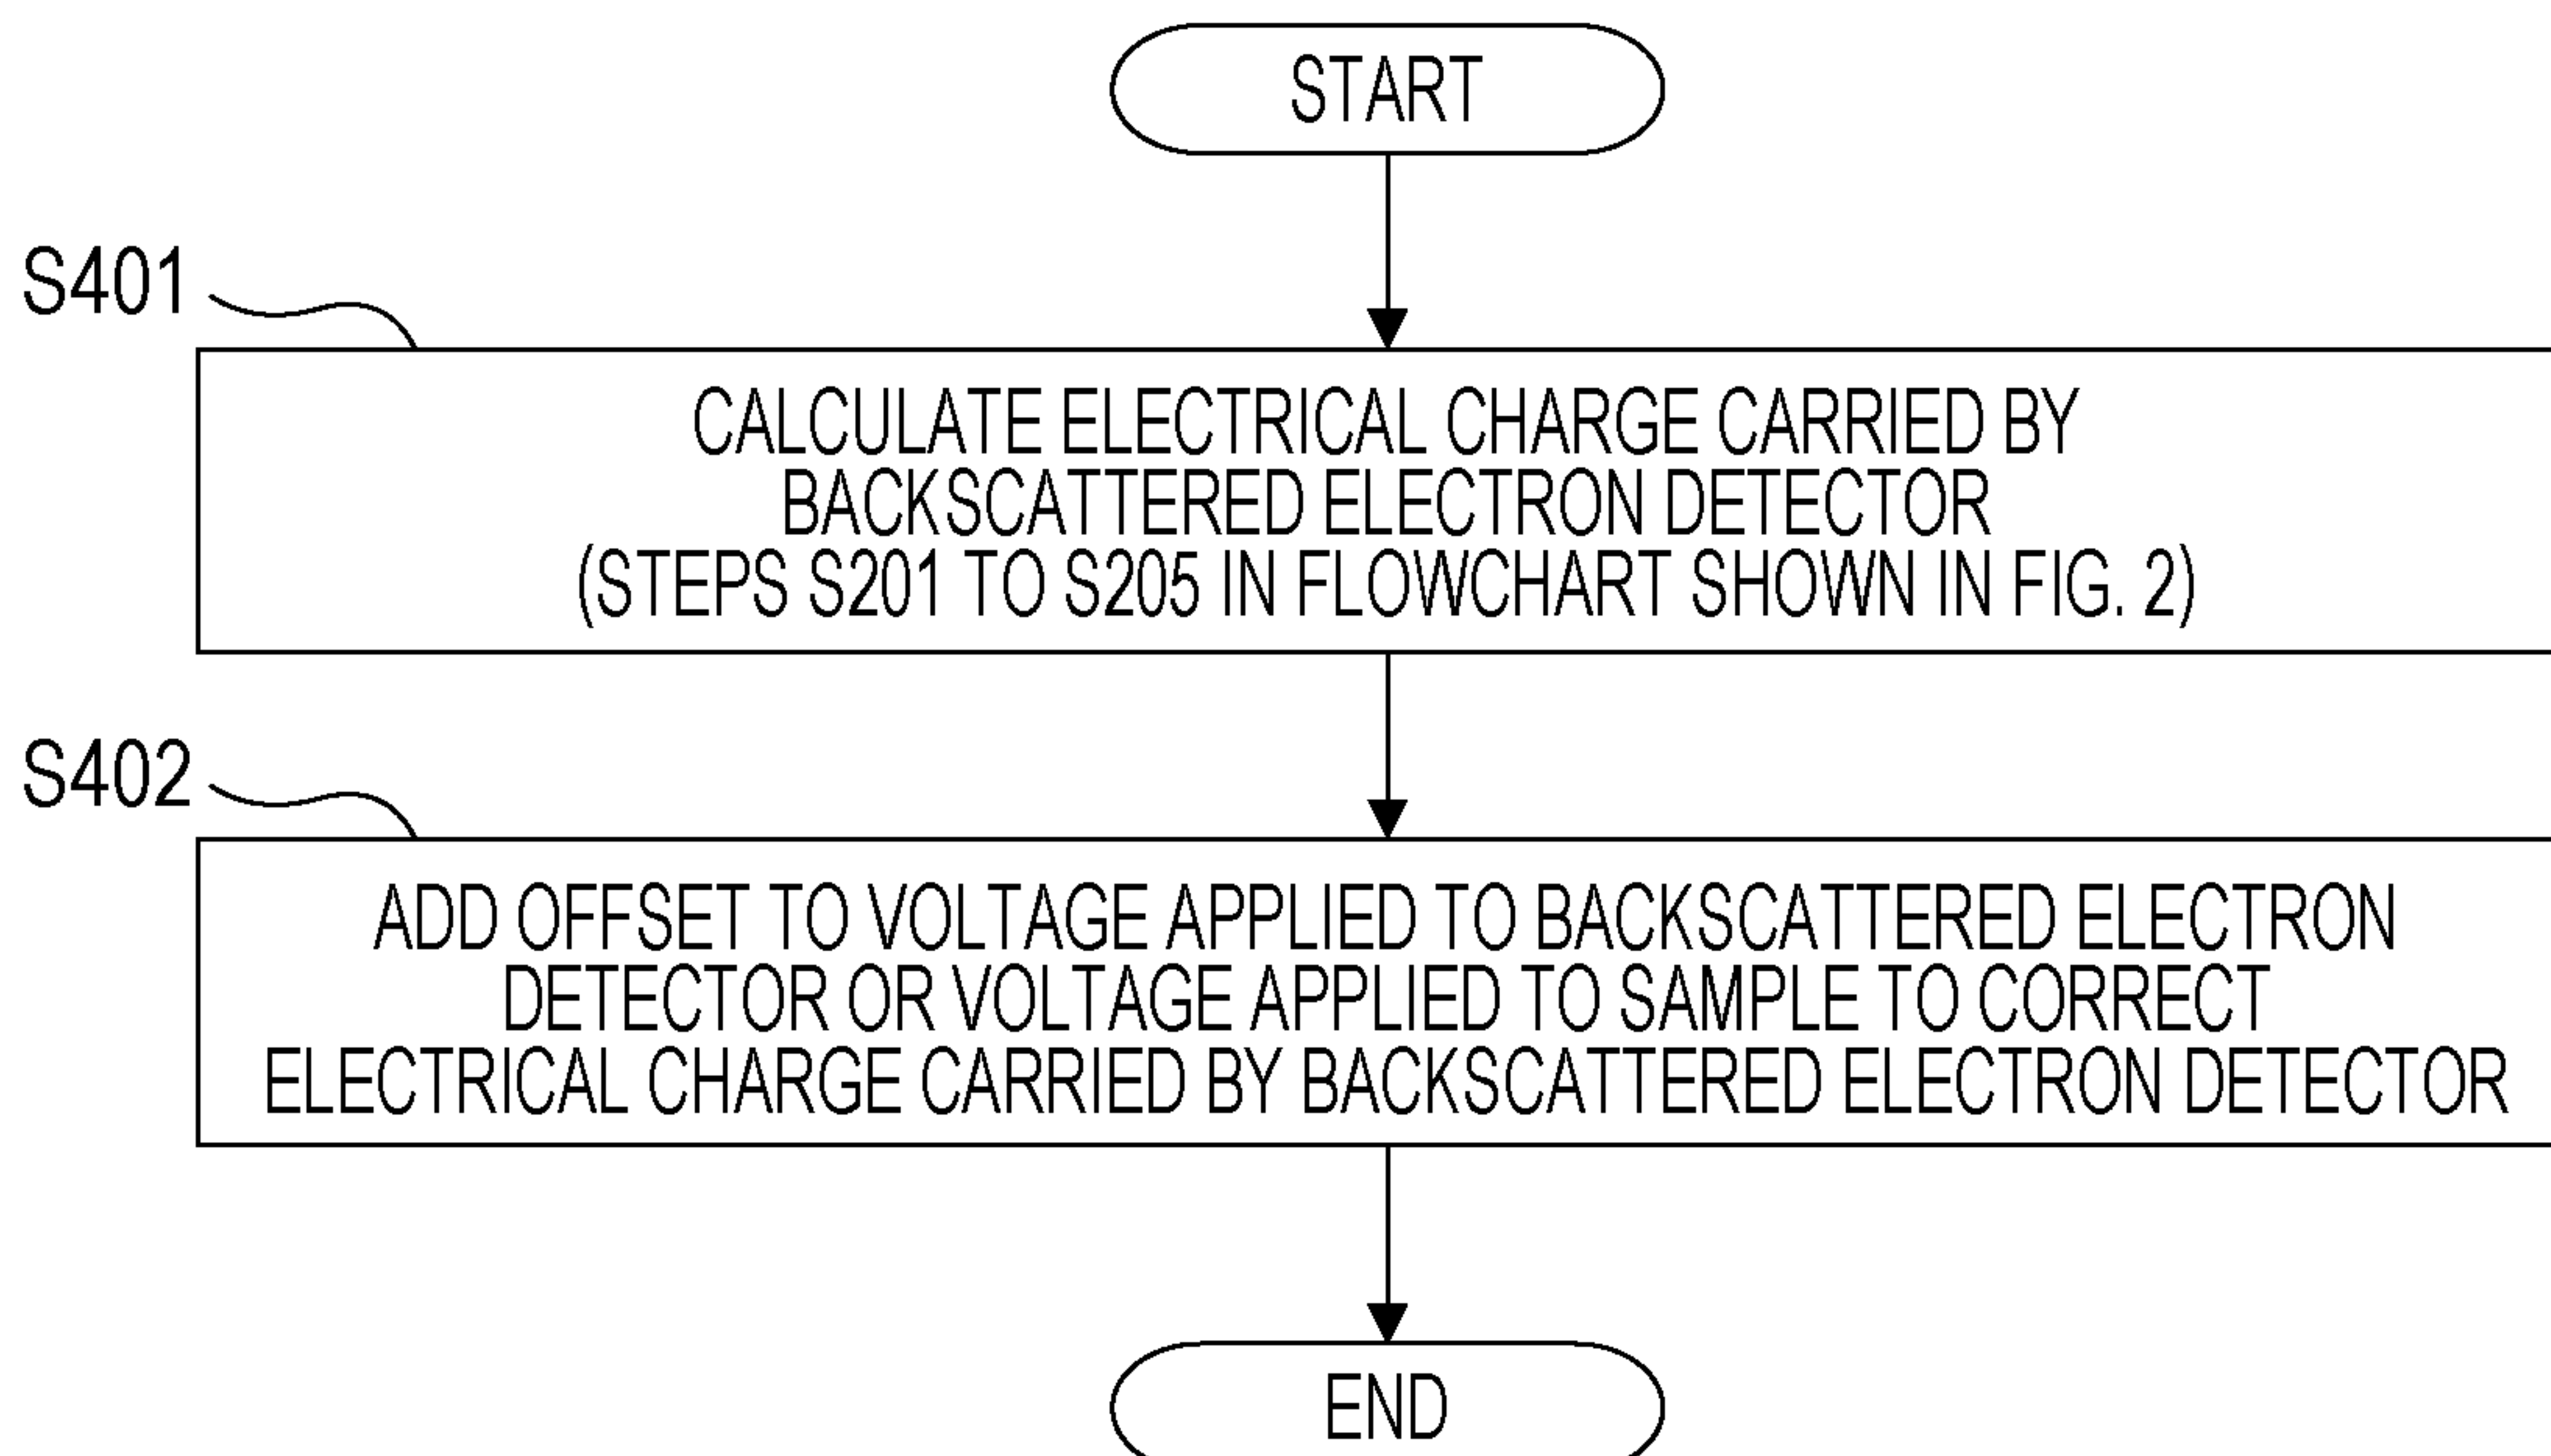 START
S401
CALCULATE ELECTRICAL CHARGE CARRIED BY
BACKSCATTERED ELECTRON DETECTOR
(STEPS S201 TO S205 IN FLOWCHART SHOWN IN FIG. 2)
S402
ADD OFFSET TO VOLTAGE APPLIED TO BACKSCATTERED ELECTRON
DETECTOR OR VOLTAGE APPLIED TO SAMPLE TO CORRECT
ELECTRICAL CHARGE CARRIED BY BACKSCATTERED ELECTRON DETECTOR
END